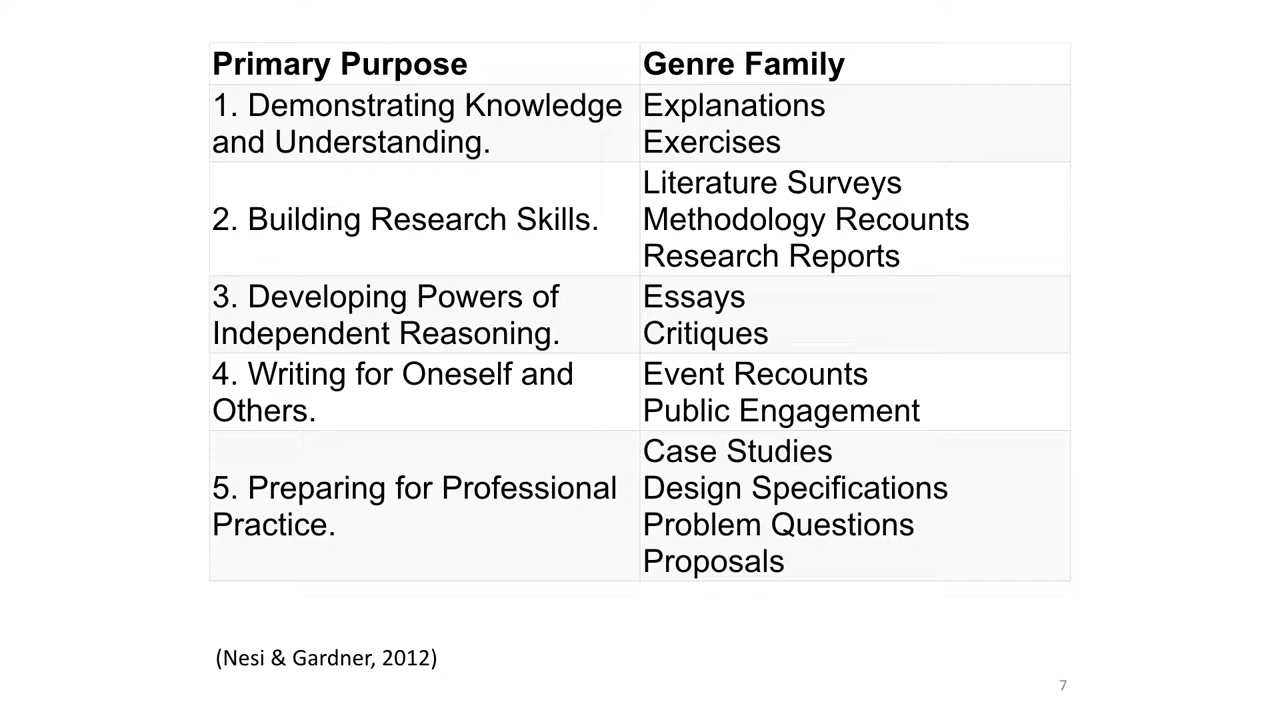 Primary Purpose
Genre Family
1. Demonstrating Knowledge
and Understanding.
Explanations
Exercises
2. Building Research Skills.
Literature Surveys
Methodology Recounts
Research Reports
3. Developing Powers of
Independent Reasoning.
Essays
Critiques
4. Writing for Oneself and
Others.
Event Recounts
Public Engagement
5. Preparing for Professional
Practice.
Case Studies
Design Specifications
Problem Questions
Proposals
(Nesi & Gardner, 2012)
7